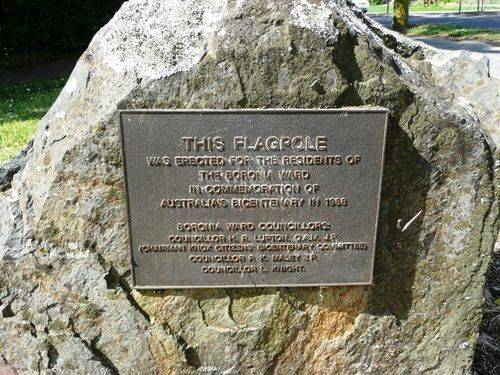 THIS FLAGPOLE
WAS ERECTED FOR THE RESIDENTS OF
THE BORONIA WARD
IN COMMEMORATION OF
AUSTRALIA'S BICENTENARY IN 1988
BORONIA WARD COUNCILLORS:
COUNCILLOR H. R. LUPTON, O.A.M. J.P.
(CHAIRMAN KNOX CITIZENS BICENTENARY COMMITTEE)
COUNCILLOR P. K. MALEY J.P.
COUNCILLOR L. KNIGHT.